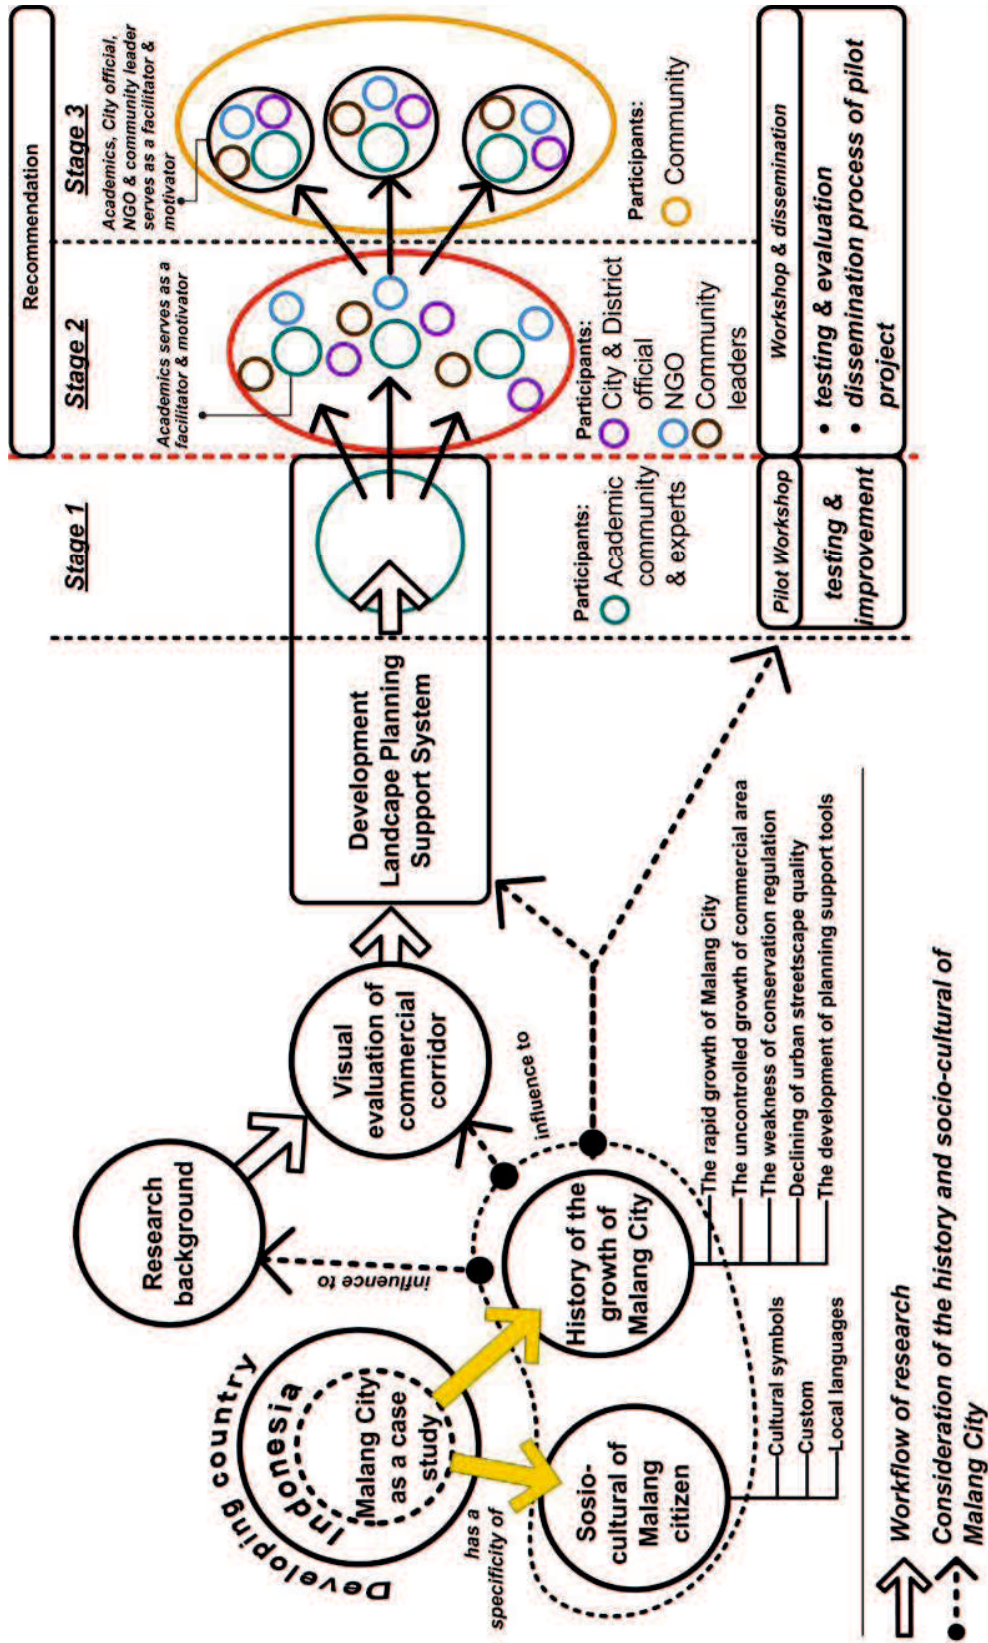 Developing country
Indonesia
Malang City
as a case
study
has a
specificity of
Sosio-
cultural of
Malang
citizen
Cultural symbols
Custom
Local languages
History of the
growth of
Malang City
The rapid growth of Malang City
The uncontrolled growth of commercial area
The weakness of conservation regulation
Declining of urban streetscape quality
The development of planning support tools
influence to
Research
background
influence to
Visual
evaluation of
commercial
corridor
Development
Landscape Planning
Support System
Stage 1
Participants:
Academic
community
& experts
Pilot Workshop
testing &
improvement
Recommendation
Stage 2
Academics serves as a
facilitator & motivator
Participants:
City & District
official
NGO
Community
leaders
Stage 3
Academics, City official,
NGO & community leader
serves as a facilitator &
motivator
Participants:
Community
Workshop & dissemination
• testing & evaluation
• dissemination process of pilot
project
Workflow of research
Consideration of the history and socio-cultural of
Malang City